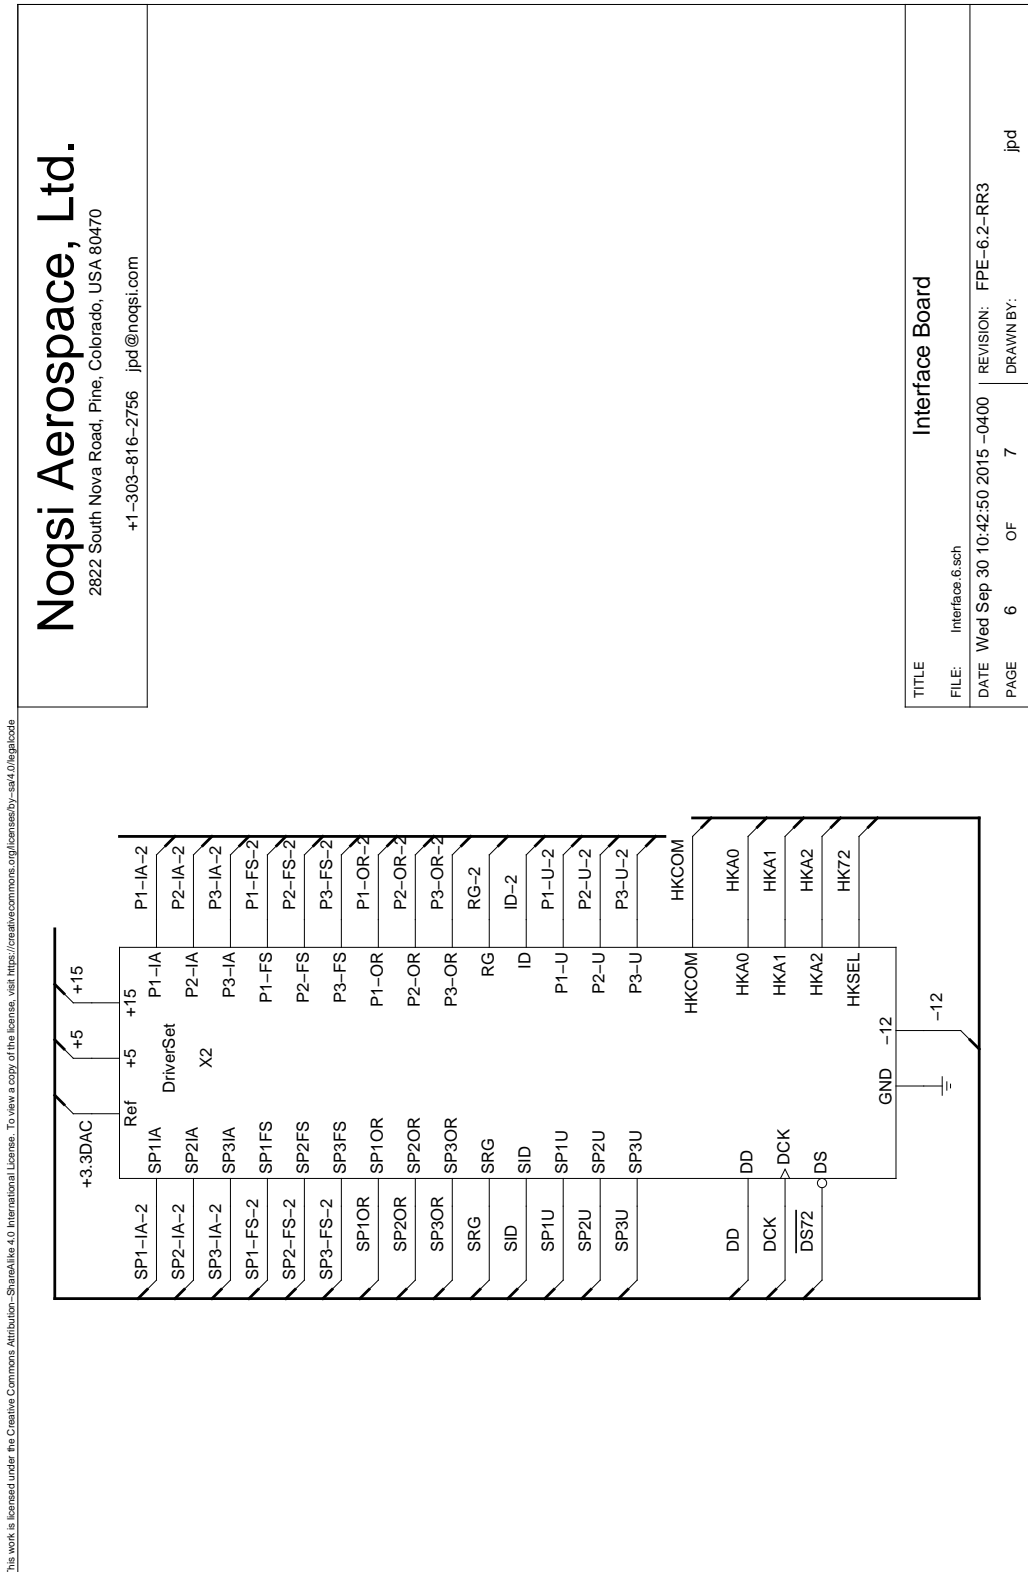 This work is licensed under the Creative Commons Attribution−ShareAlike 4.0 International License. To view a copy of the license, visit https://creativecommons.org/licenses/by−sa/4.0/legalcode
Noqsi Aerospace, Ltd.
2822 South Nova Road, Pine, Colorado, USA 80470
+1−303−816−2756 jpd@noqsi.com
+3.3DAC
+5
+15
Ref
+5
+15
DriverSet
X2
SP1−IA−2 SP1IA P1−IA P1−IA−2
SP2−IA−2 SP2IA P2−IA P2−IA−2
SP3−IA−2 SP3IA P3−IA P3−IA−2
SP1−FS−2 SP1FS P1−FS P1−FS−2
SP2−FS−2 SP2FS P2−FS P2−FS−2
SP3−FS−2 SP3FS P3−FS P3−FS−2
SP1OR SP1OR P1−OR P1−OR−2
SP2OR SP2OR P2−OR P2−OR−2
SP3OR SP3OR P3−OR P3−OR−2
SRG SRG RG RG−2
SID SID ID ID−2
SP1U SP1U P1−U P1−U−2
SP2U SP2U P2−U P2−U−2
SP3U SP3U P3−U P3−U−2
HKCOM HKCOM
DD DD HKA0 HKA0
DCK DCK HKA1 HKA1
DS72 DS HKA2 HKA2
HKSEL HK72
GND −12
−12
TITLE
Interface Board
FILE: Interface.6.sch
DATE Wed Sep 30 10:42:50 2015 −0400 REVISION: FPE−6.2−RR3
PAGE 6 OF 7 DRAWN BY: jpd